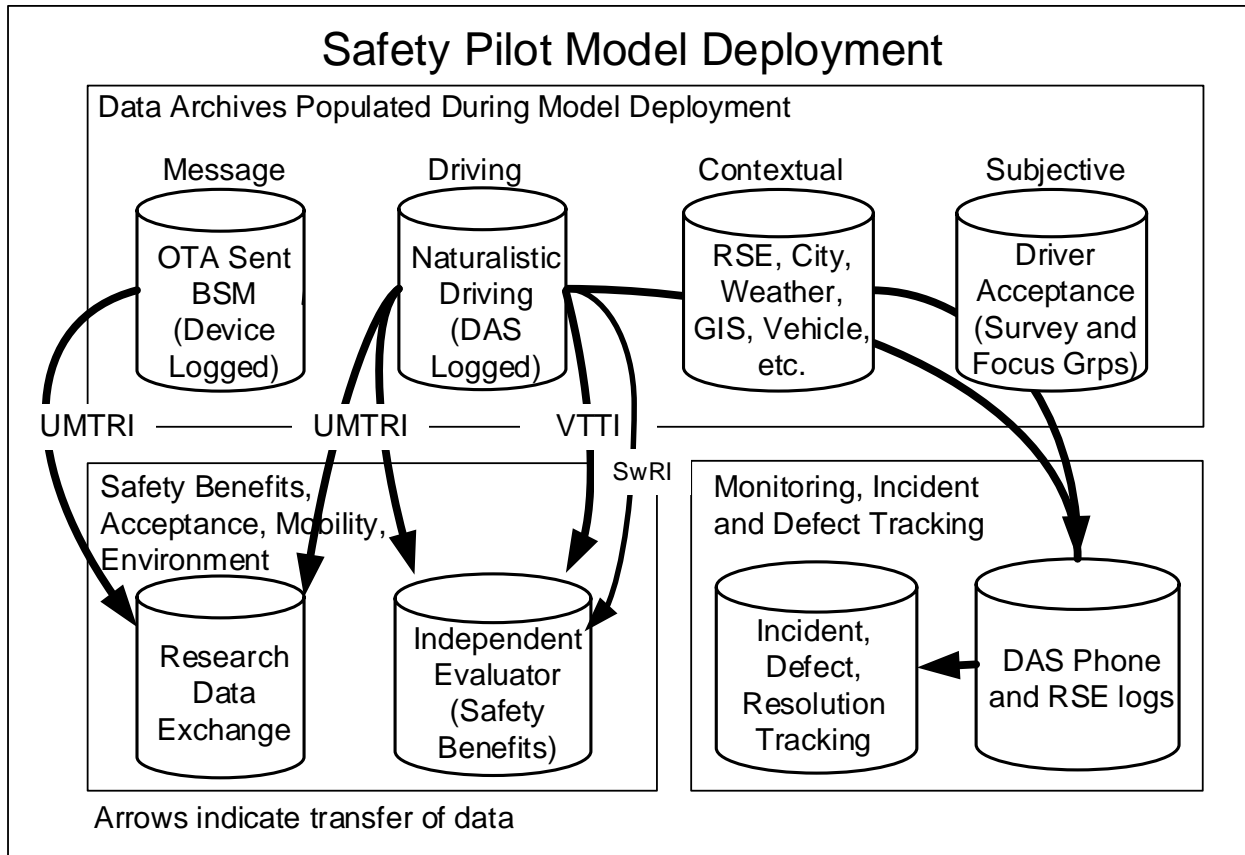 Safety Pilot Model Deployment
Data Archives Populated During Model Deployment
Message
Driving
Contextual
Subjective
OTA Sent
BSM
(Device
Logged)
Naturalistic
Driving
(DAS
Logged)
RSE, City,
Weather,
GIS, Vehicle,
etc.
Driver
Acceptance
(Survey and
Focus Grps)
UMTRI
UMTRI
VTTI
SwRI
Safety Benefits,
Acceptance, Mobility,
Environment
Monitoring, Incident
and Defect Tracking
Research
Data
Exchange
Independent
Evaluator
(Safety
Benefits)
Incident,
Defect,
Resolution
Tracking
DAS Phone
and RSE logs
Arrows indicate transfer of data